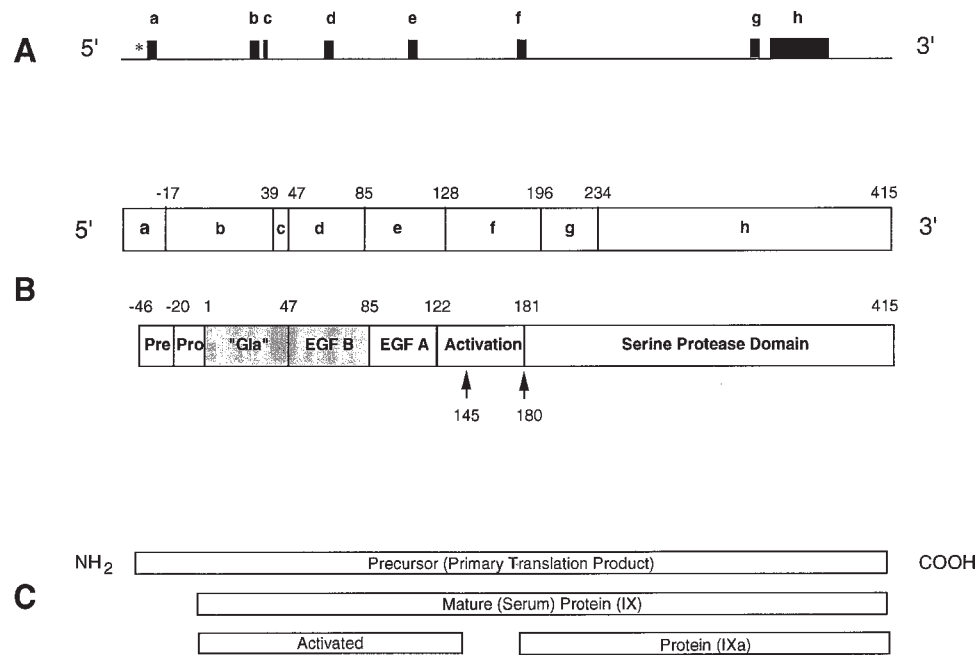 a b c d e f g h
A 5' * 3'
-17 39 47 85 128 196 234 415
5' a b c d e f g h 3'
B
-46 -20 1 47 85 122 181 415
Pre Pro "Gla" EGF B EGF A Activation Serine Protease Domain
145 180
NH2 Precursor (Primary Translation Product) COOH
C Mature (Serum) Protein (IX)
Activated Protein (IXa)